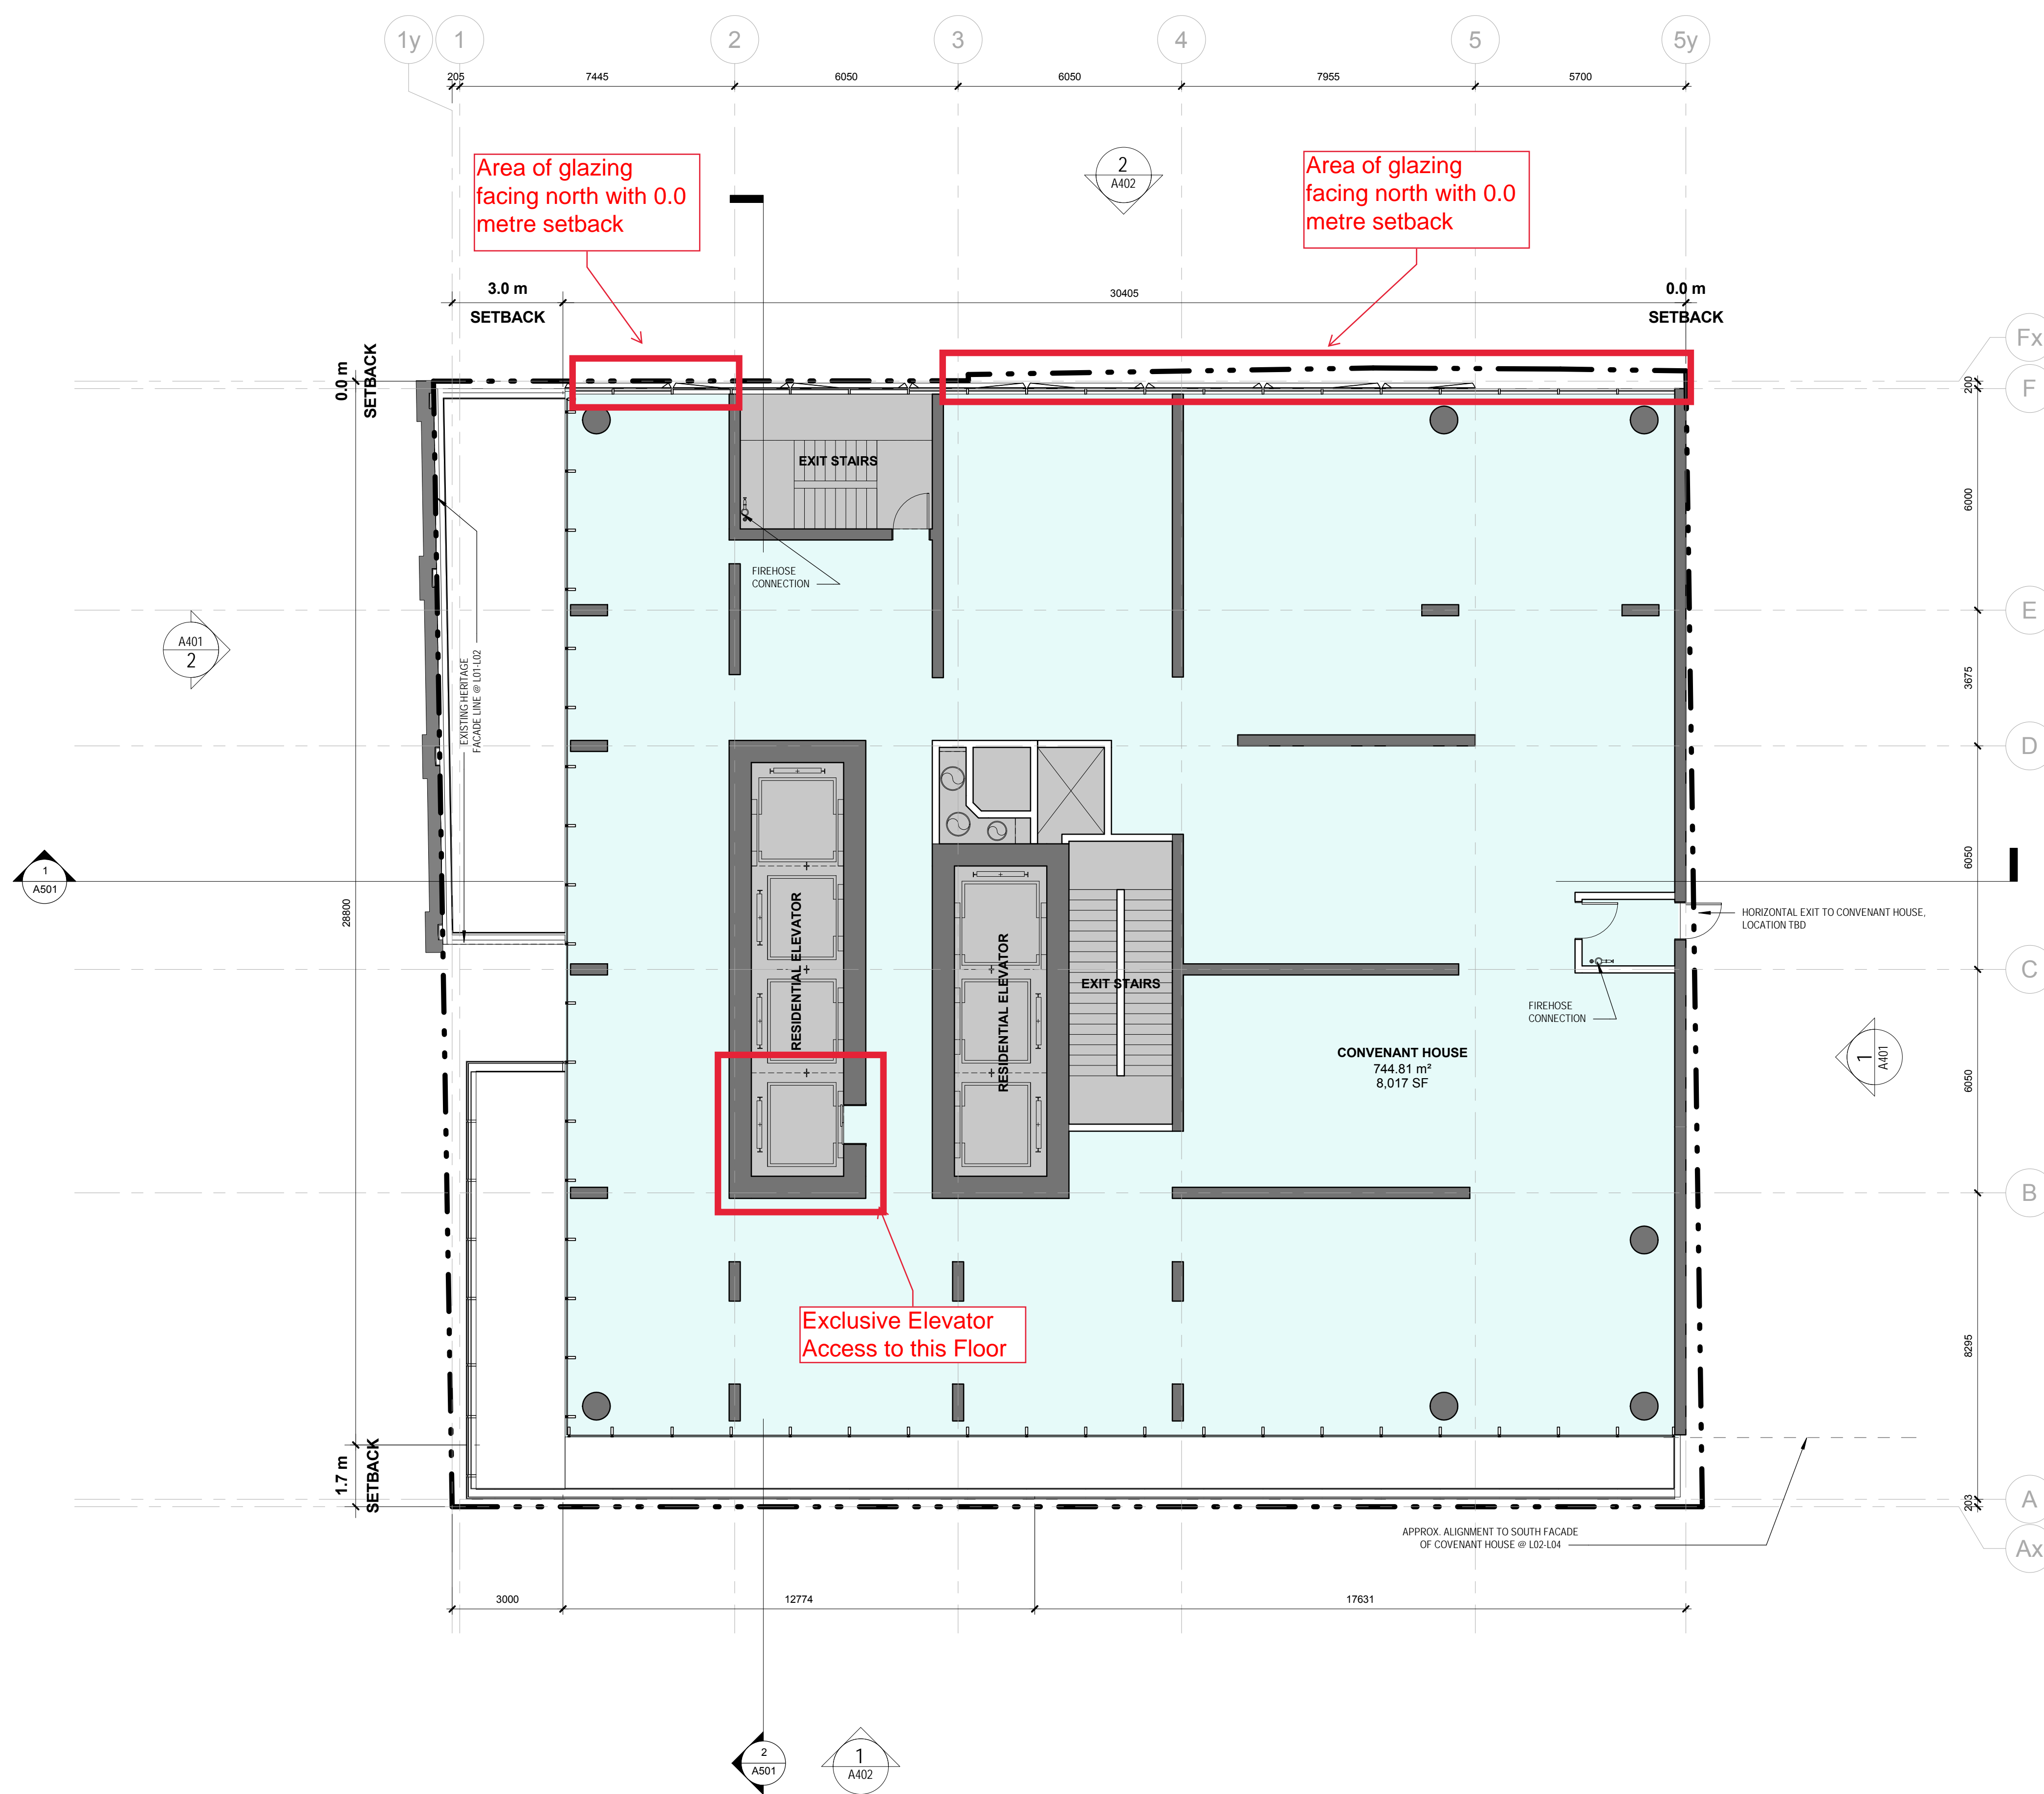 1y
1
2
3
4
5
5y
205
7445
6050
6050
7955
5700
Area of glazing
facing north with 0.0
metre setback
2
A402
Area of glazing
facing north with 0.0
metre setback
3.0 m
SETBACK
30405
0.0 m
SETBACK
0.0 m
SETBACK
Fx
200
F
EXIT STAIRS
6000
FIREHOSE
CONNECTION
E
A401
2
EXISTING HERITAGE
FACADE LINE @ L01-L02
3675
D
6050
1
A501
28800
RESIDENTIAL ELEVATOR
RESIDENTIAL ELEVATOR
EXIT STAIRS
HORIZONTAL EXIT TO CONVENANT HOUSE,
LOCATION TBD
C
FIREHOSE
CONNECTION
CONVENANT HOUSE
744.81 m²
8,017 SF
1
A401
6050
B
Exclusive Elevator
Access to this Floor
8295
1.7 m
SETBACK
203
A
APPROX. ALIGNMENT TO SOUTH FACADE
OF COVENANT HOUSE @ L02-L04
Ax
3000
12774
17631
2
A501
1
A402